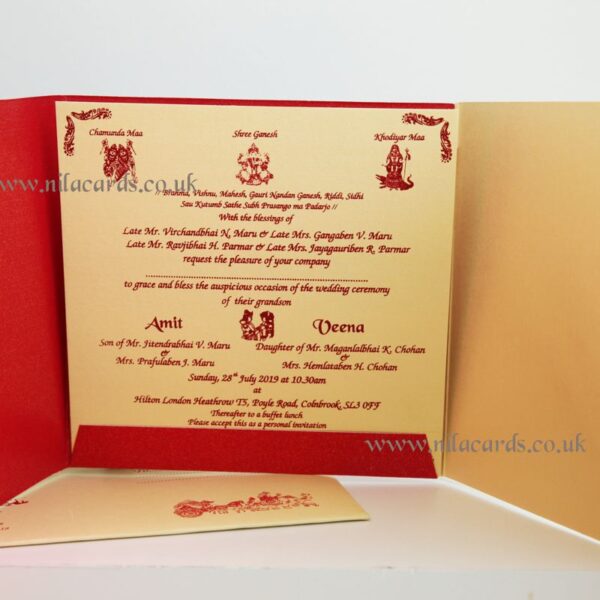 Chamunda Maa
Shree Ganesh
Khodiyar Maa
www.nilacards.co.uk
// Brahma, Vishnu, Mahesh, Gauri Nandan Ganesh, Riddi, Sidhi
Sau Kutumb Sathe Subh Prasango ma Padarjo //
With the blessings of
Late Mr. Virchandbhai N. Maru & Late Mrs. Gangaben V. Maru
Late Mr. Ravjibhai H. Parmar & Late Mrs. Jayagauriben R. Parmar
request the pleasure of your company
to grace and bless the auspicious occasion of the wedding ceremony
of their grandson
Amit
Veena
Son of Mr. Jitendrabhai V. Maru
&
Mrs. Prafulaben J. Maru
Daughter of Mr. Maganlalbhai K. Chohan
&
Mrs. Hemlataben H. Chohan
Sunday, 28th July 2019 at 10.30am
at
Hilton London Heathrow T5, Poyle Road, Colnbrook, SL3 0FF
Thereafter to a buffet lunch
Please accept this as a personal invitation
www.nilacards.co.uk